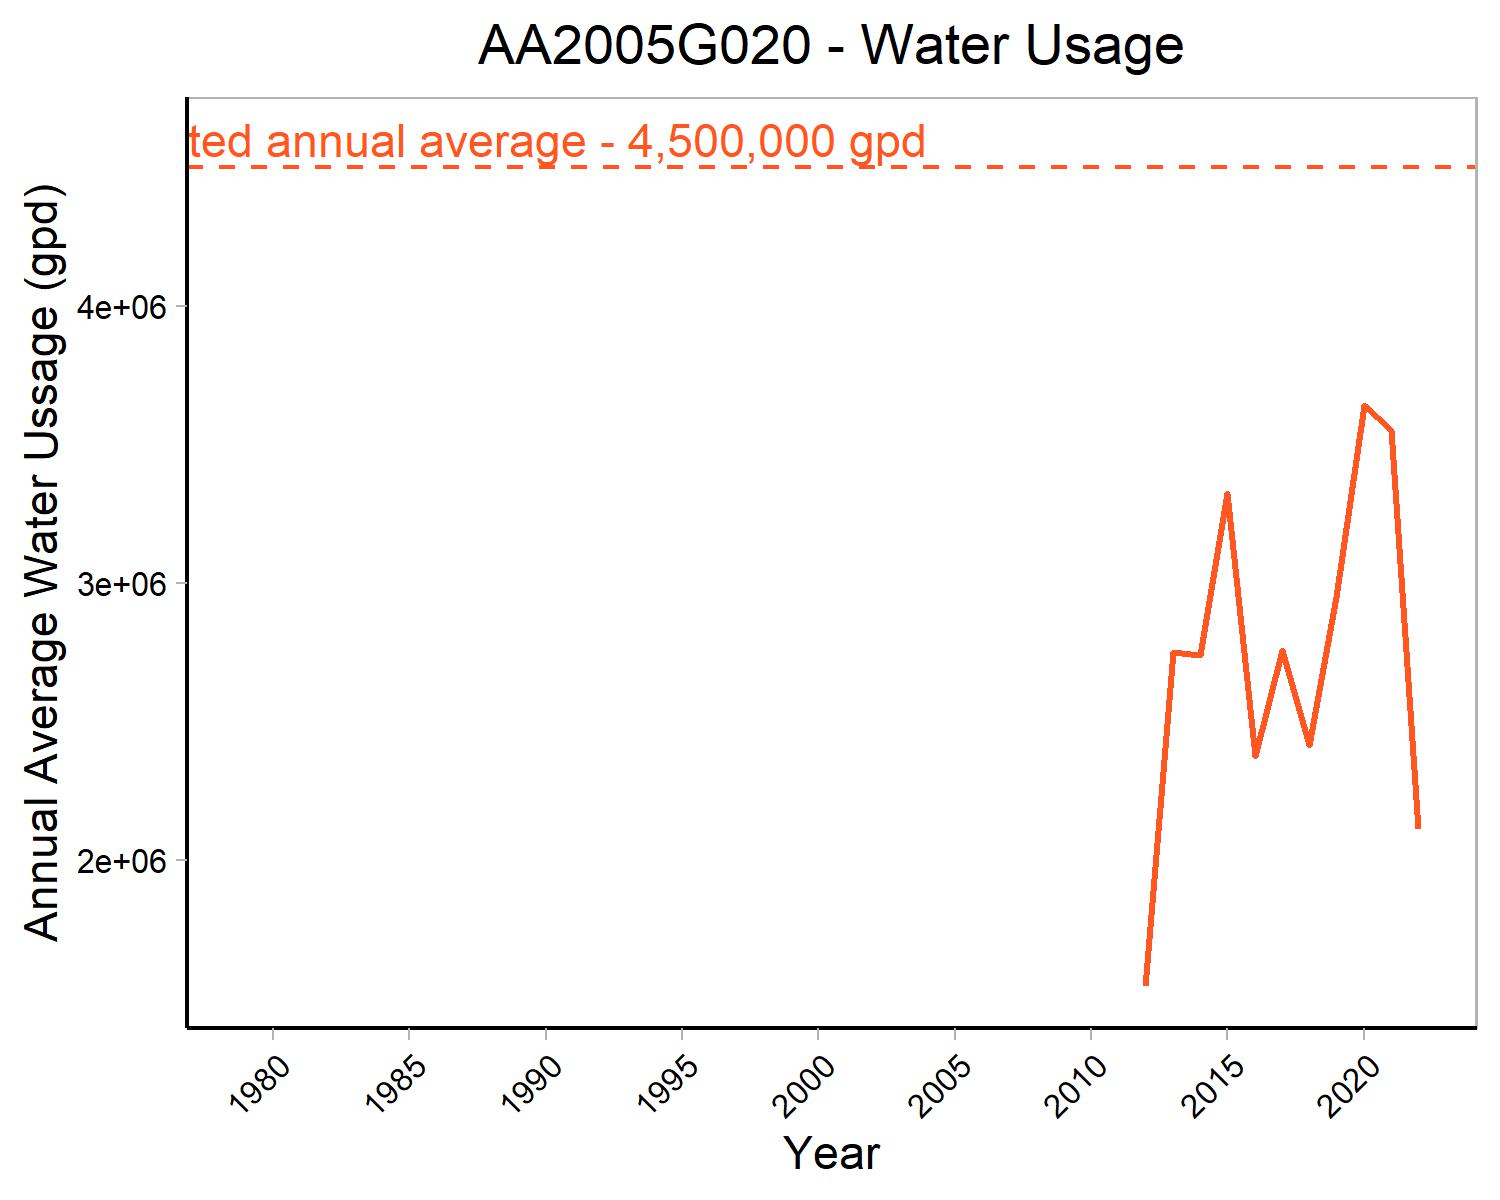 AA2005G020 - Water Usage
ted annual average - 4,500,000 gpd
Annual Average Water Ussage (gpd)
4e+06
3e+06
2e+06
1980
1985
1990
1995
2000
2005
2010
2015
2020
Year